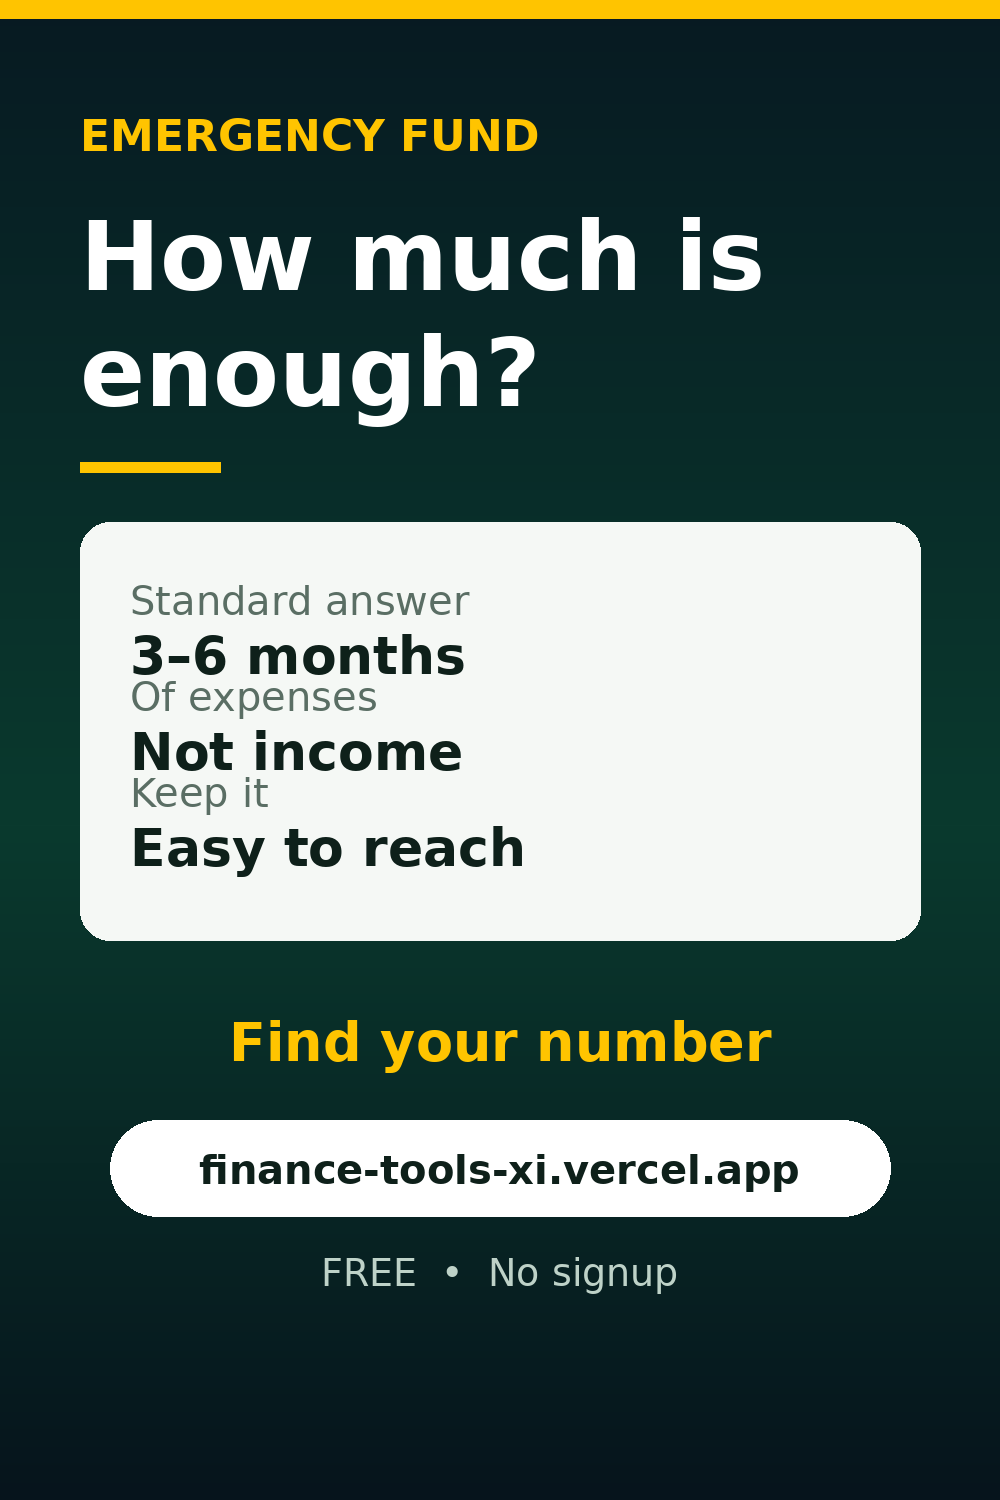 EMERGENCY FUND
How much is
enough?
Standard answer
3–6 months
Of expenses
Not income
Keep it
Easy to reach
Find your number
finance-tools-xi.vercel.app
FREE • No signup